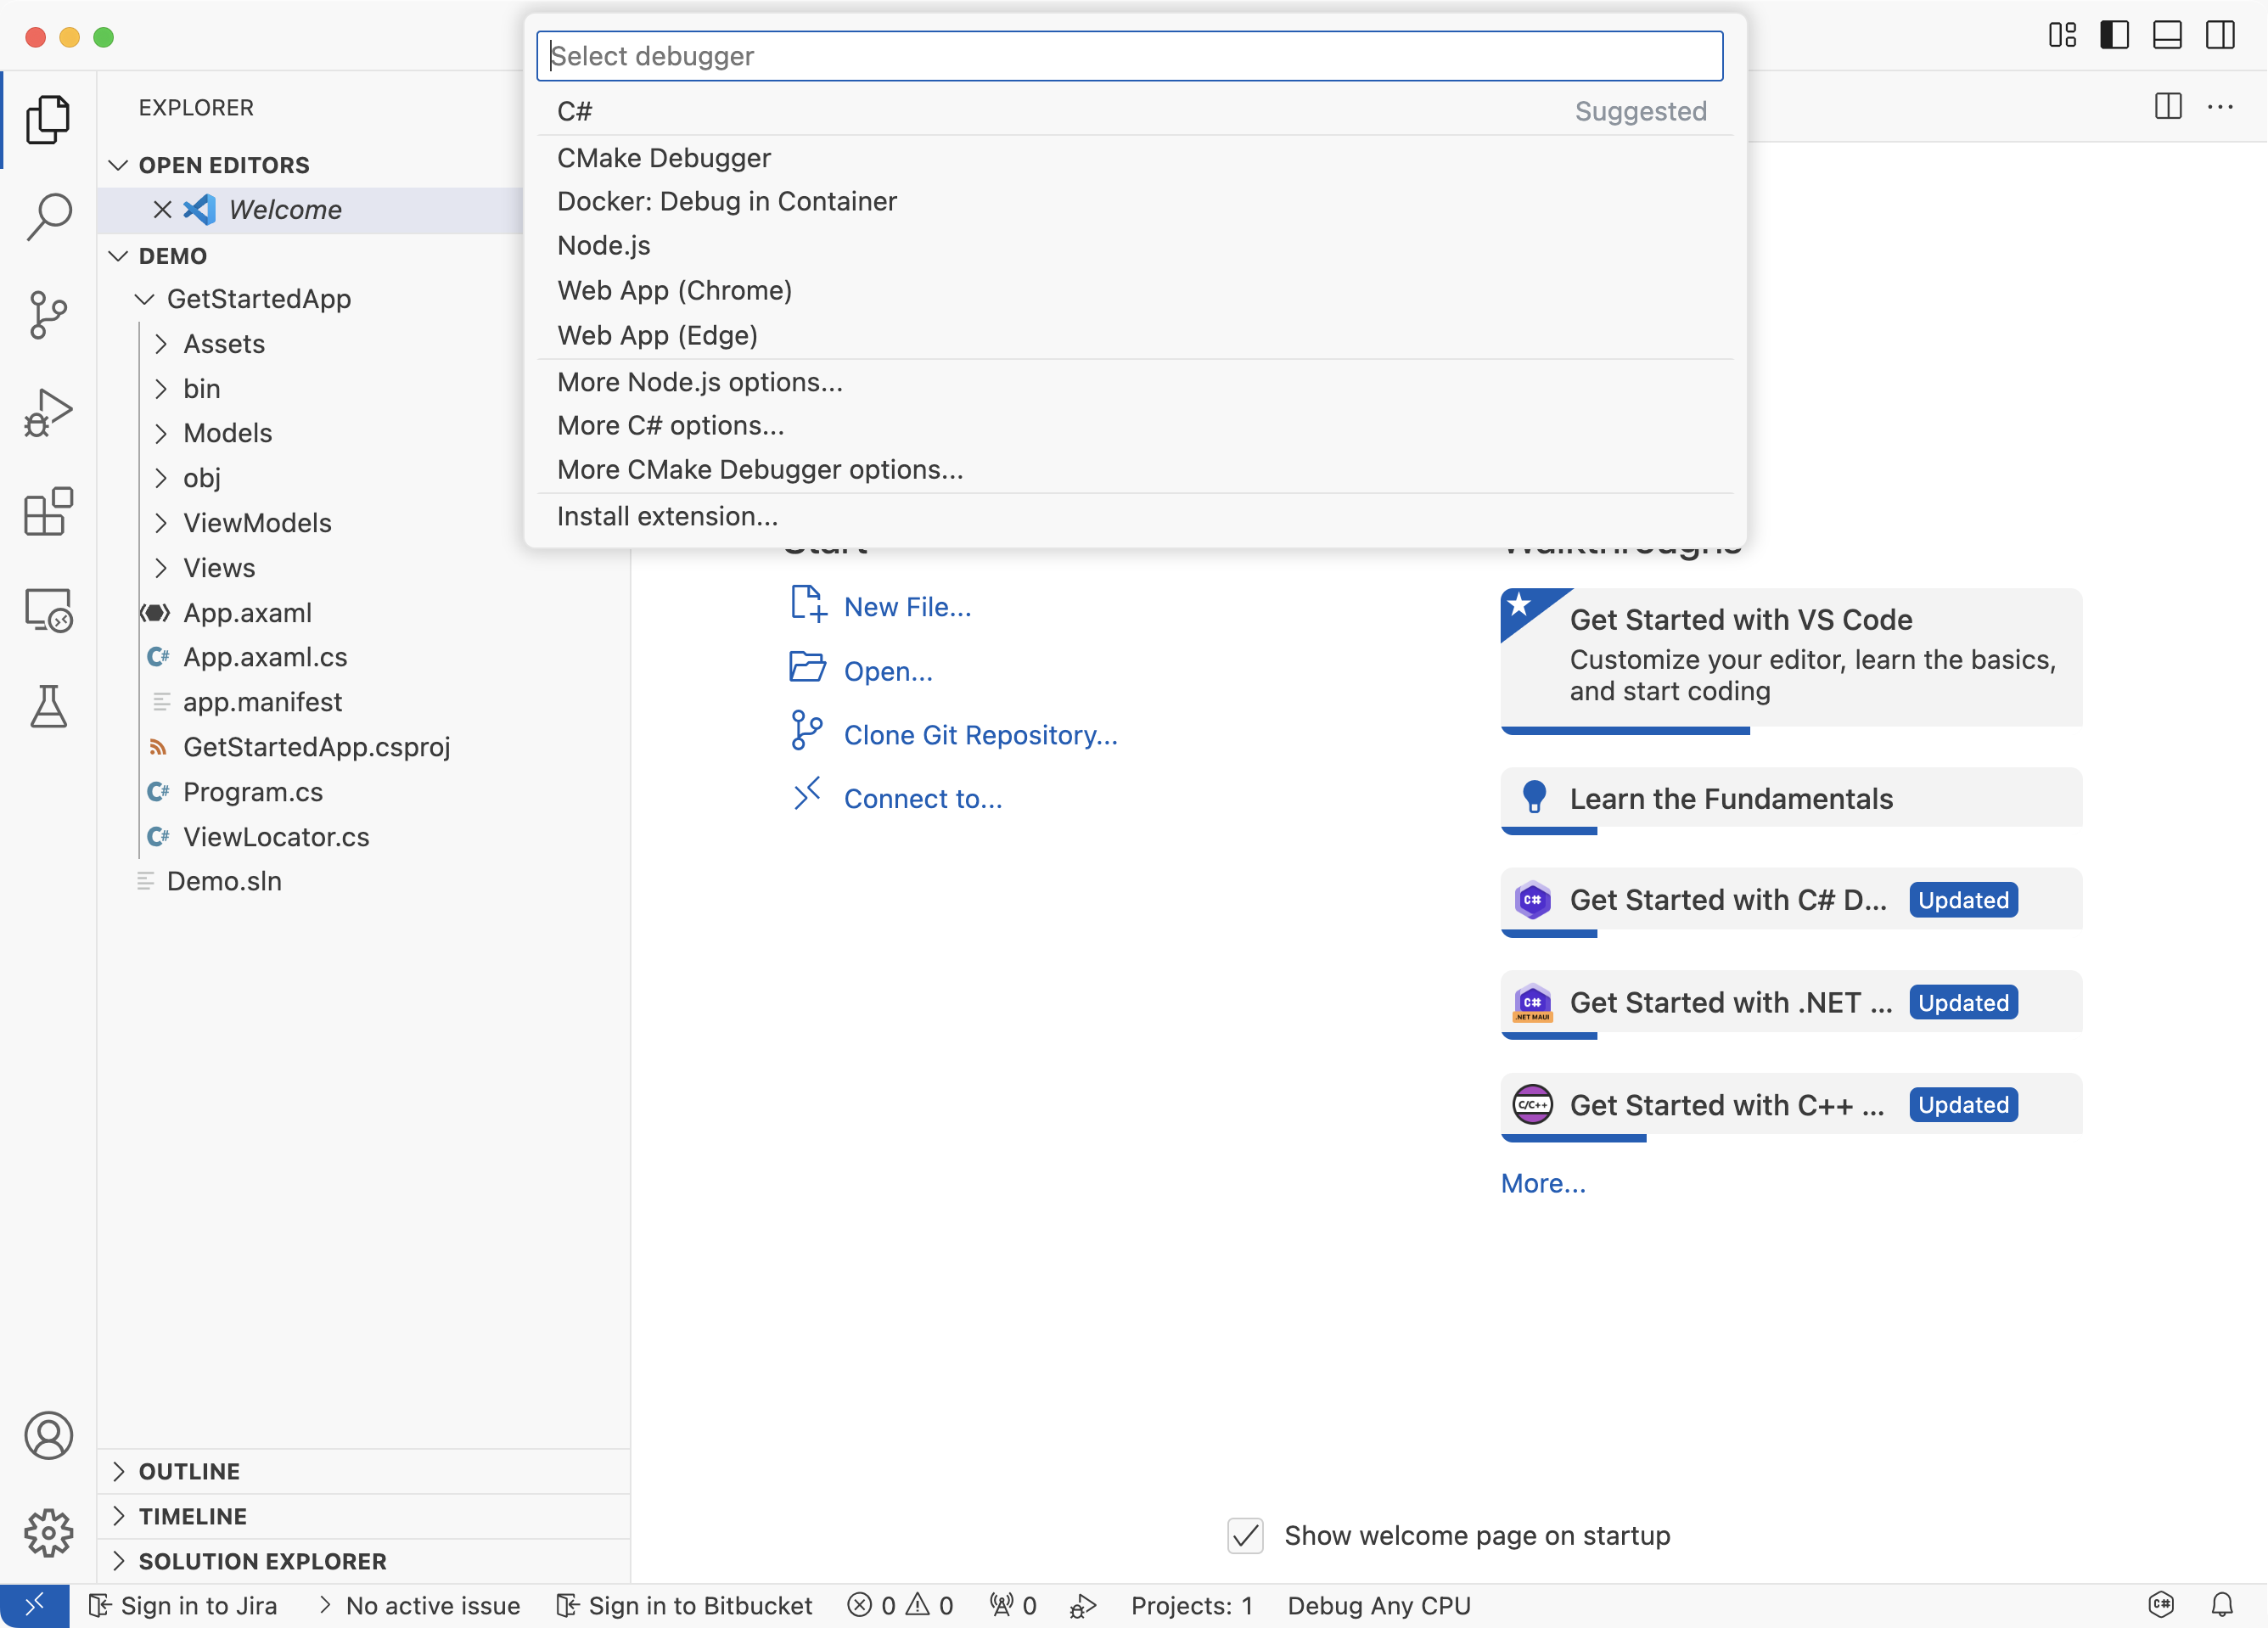 Select debugger
C# Suggested
CMake Debugger
Docker: Debug in Container
Node.js
Web App (Chrome)
Web App (Edge)
More Node.js options...
More C# options...
More CMake Debugger options...
Install extension...
EXPLORER
OPEN EDITORS
Welcome
DEMO
GetStartedApp
Assets
bin
Models
obj
ViewModels
Views
App.axaml
C# App.axaml.cs
app.manifest
GetStartedApp.csproj
C# Program.cs
C# ViewLocator.cs
Demo.sln
OUTLINE
TIMELINE
SOLUTION EXPLORER
Start
New File...
Open...
Clone Git Repository...
Connect to...
Walkthroughs
Get Started with VS Code
Customize your editor, learn the basics,
and start coding
Learn the Fundamentals
C# Get Started with C# D... Updated
C# .NET MAUI Get Started with .NET ... Updated
C/C++ Get Started with C++ ... Updated
More...
Show welcome page on startup
Sign in to Jira No active issue Sign in to Bitbucket 0 0 0 Projects: 1 Debug Any CPU C#